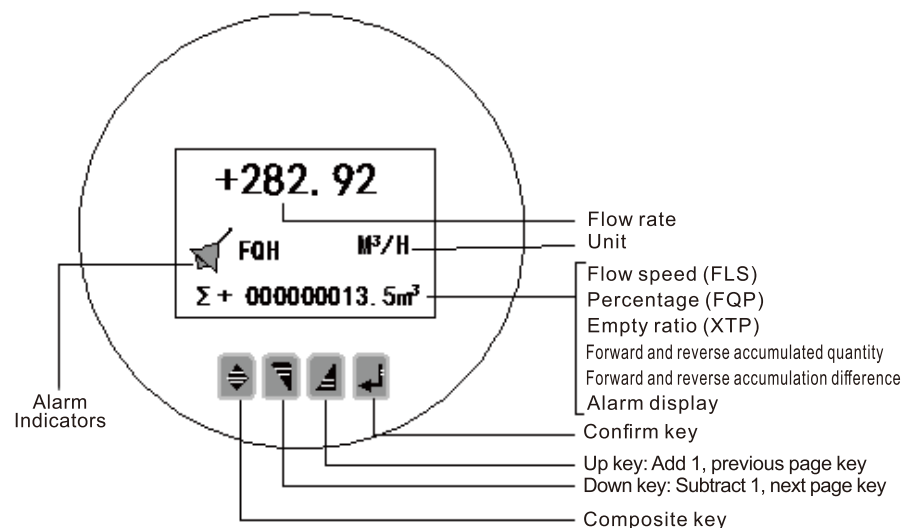 +282.92
FQH
M³/H
Σ+ 000000013.5m³
Alarm
Indicators
Flow rate
Unit
Flow speed (FLS)
Percentage (FQP)
Empty ratio (XTP)
Forward and reverse accumulated quantity
Forward and reverse accumulation difference
Alarm display
Confirm key
Up key: Add 1, previous page key
Down key: Subtract 1, next page key
Composite key